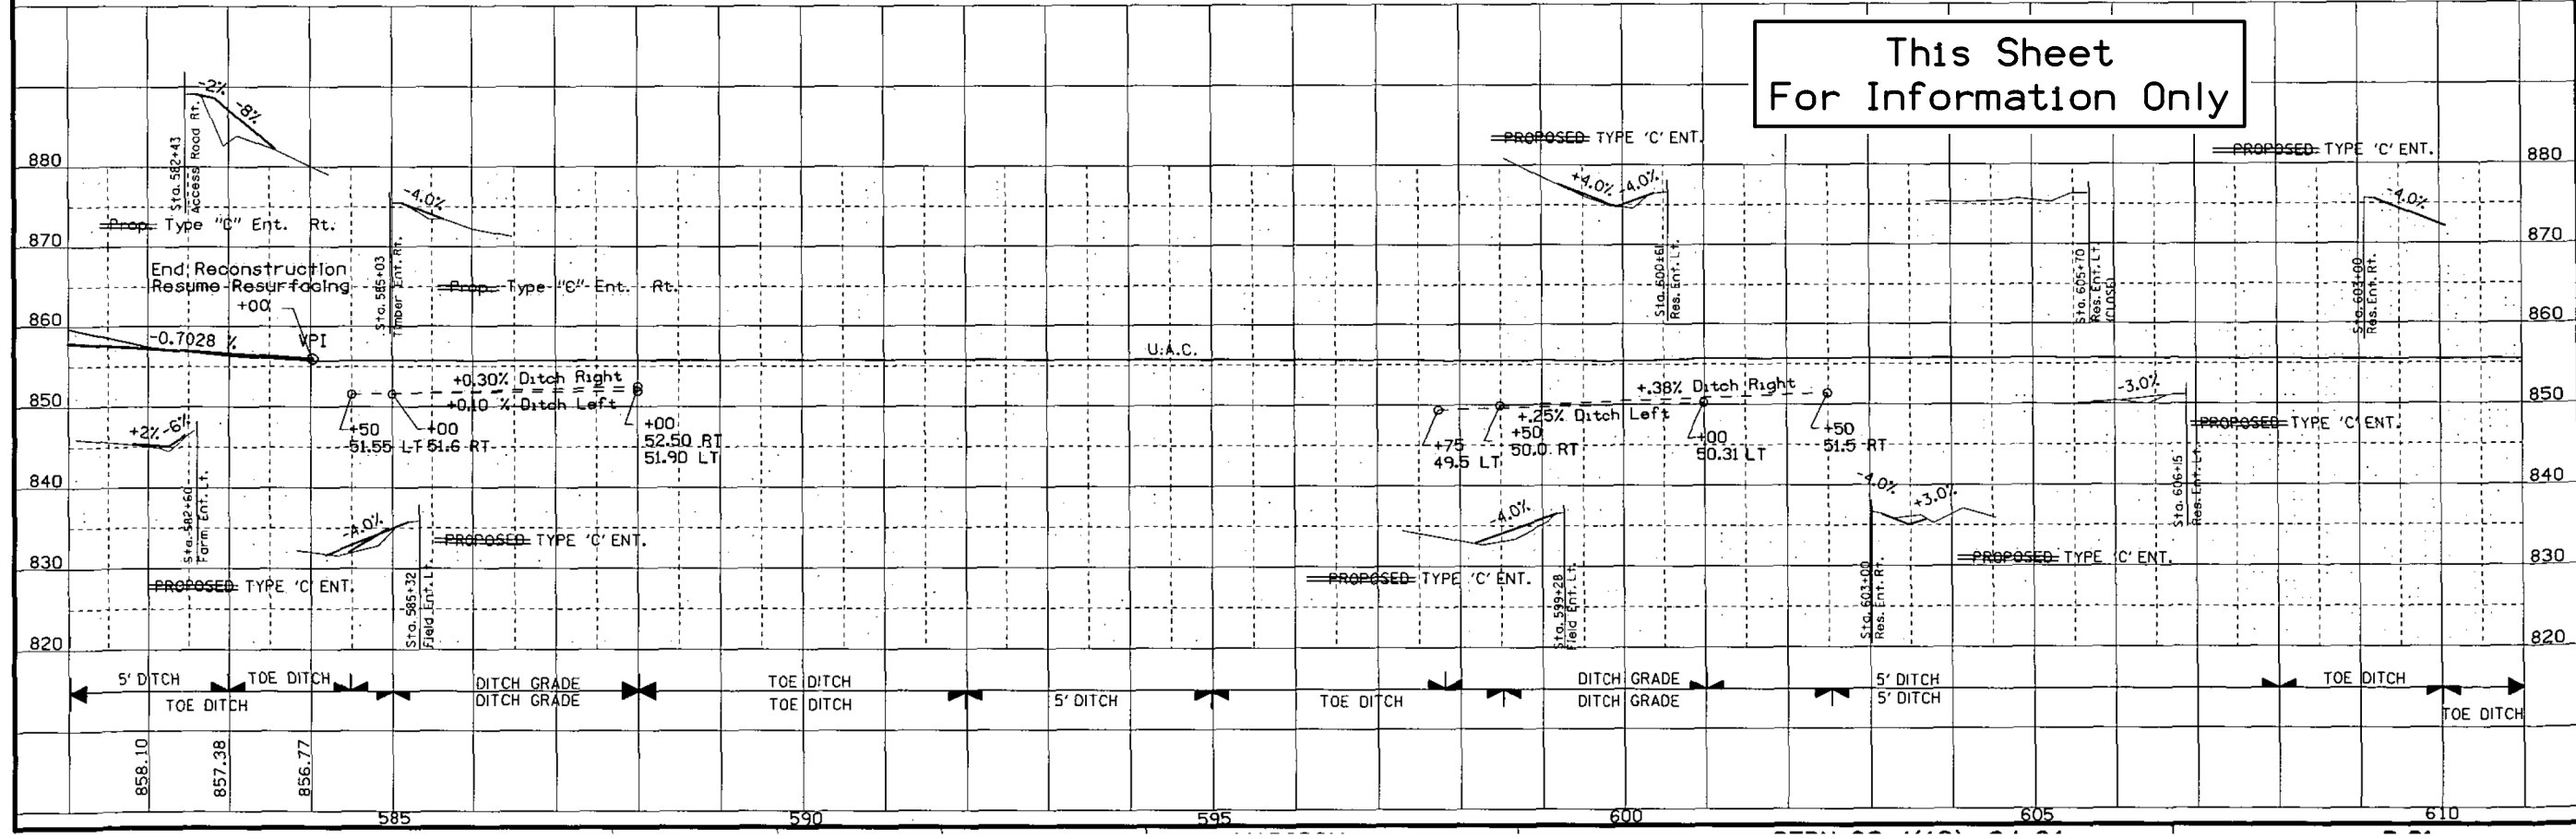 This Sheet
For Information Only
-2%
-8%
Sta. 582+43
Access Road Rt.
Prop. Type "C" Ent. Rt.
-4.0%
Sta. 585+03
Timber Ent. Rt.
Prop. Type "C" Ent. Rt.
PROPOSED TYPE 'C' ENT.
+4.0% -4.0%
Sta. 600+61
Res. Ent. Lt.
Sta. 605+70
Res. Ent. Lt.
(CLOSE)
PROPOSED TYPE 'C' ENT.
-4.0%
Sta. 603+00
Res. Ent. Rt.
880
870
860
850
840
830
820
880
870
860
850
840
830
820
End Reconstruction
Resume Resurfacing
+00
-0.7028 %
VPI
U.A.C.
+0.30% Ditch Right
+0.10 % Ditch Left
+50
51.55 LT
+00
51.6 RT
+00
52.50 RT
51.90 LT
+.38% Ditch Right
+.25% Ditch Left
+75
49.5 LT
+50
50.0 RT
+00
50.31 LT
+50
51.5 RT
-3.0%
PROPOSED TYPE 'C' ENT.
Sta. 606+15
Res. Ent. Lt.
+2% -6%
Sta. 582+60
Farm Ent. Lt.
PROPOSED TYPE 'C' ENT.
-4.0%
Sta. 585+32
Field Ent. Lt.
PROPOSED TYPE 'C' ENT.
-4.0%
Sta. 599+28
Field Ent. Lt.
PROPOSED TYPE 'C' ENT.
-4.0%
+3.0%
Sta. 603+00
Res. Ent. Rt.
PROPOSED TYPE 'C' ENT.
5' DITCH
TOE DITCH
DITCH GRADE
TOE DITCH
DITCH GRADE
5' DITCH
TOE DITCH
TOE DITCH
DITCH GRADE
TOE DITCH
5' DITCH
TOE DITCH
DITCH GRADE
5' DITCH
TOE DITCH
858.10
857.38
856.77
585
590
595
600
605
610